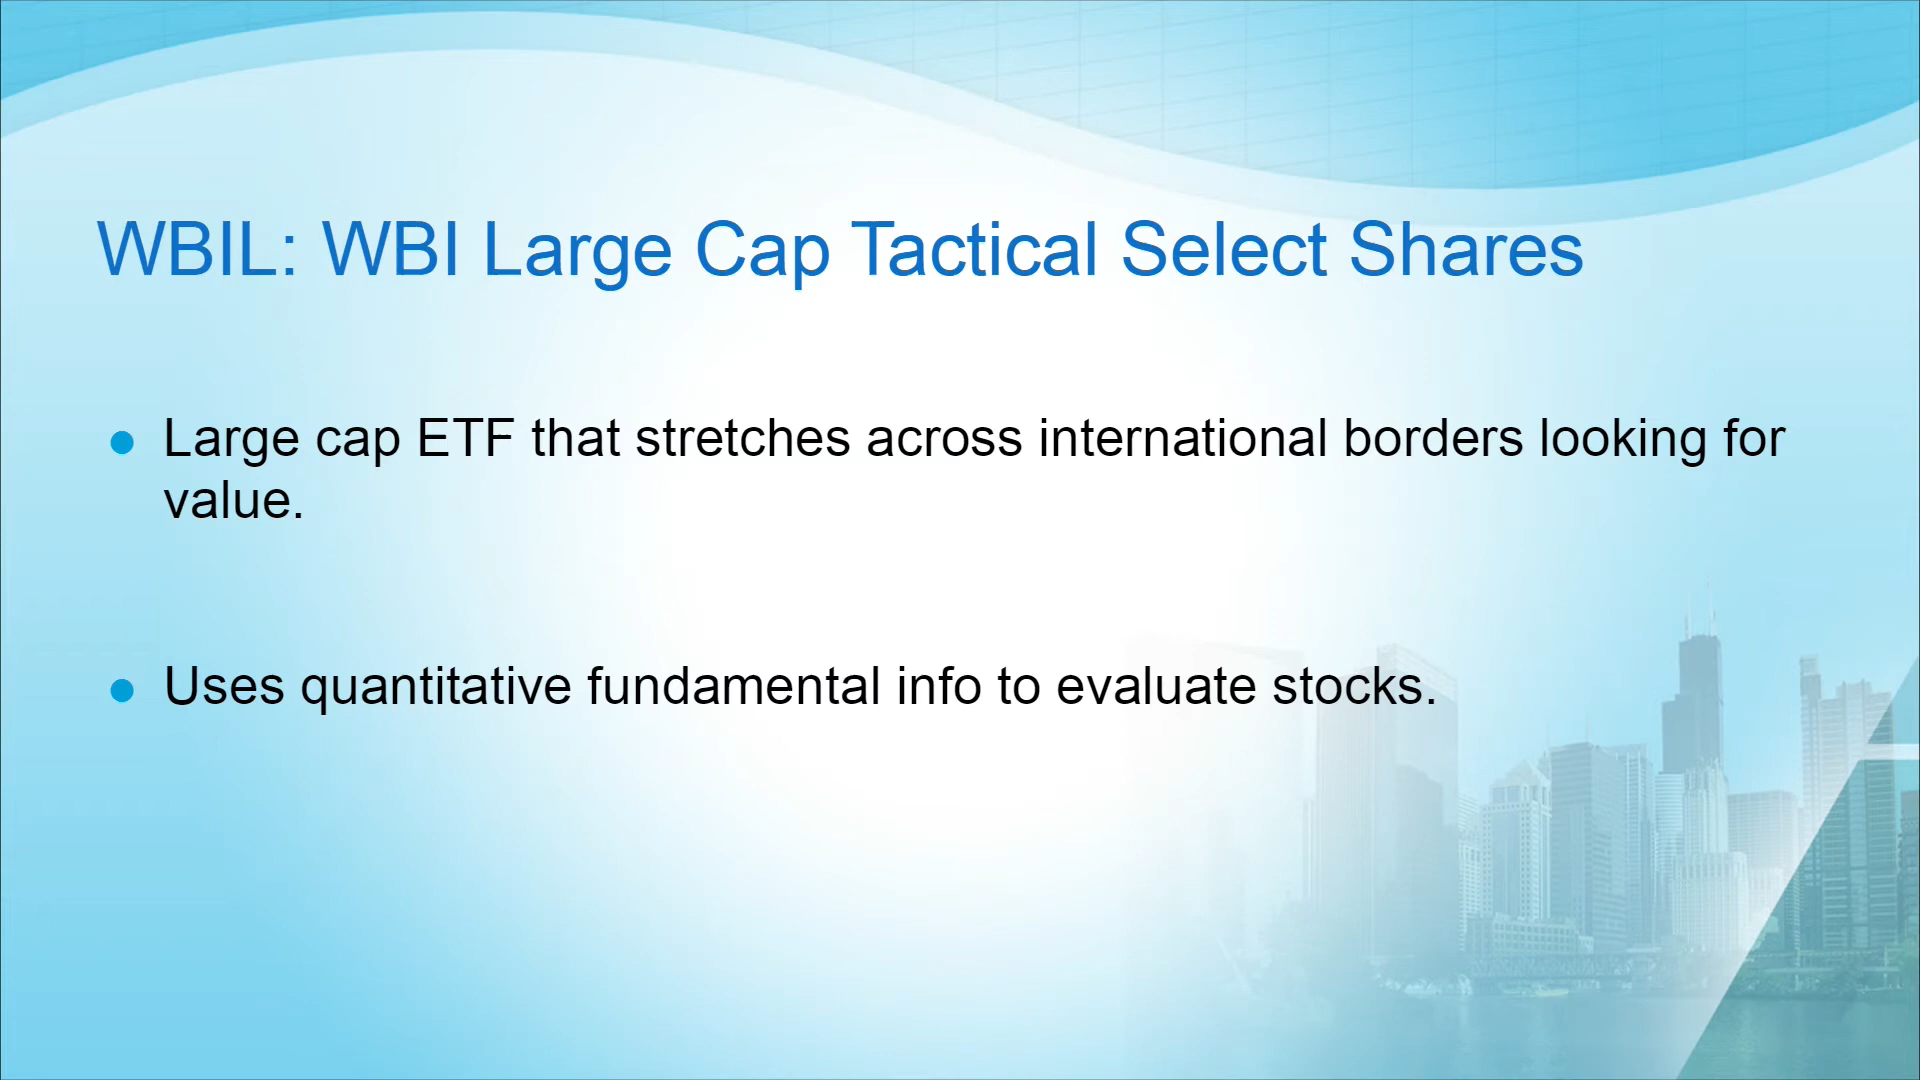 WBIL: WBI Large Cap Tactical Select Shares
Large cap ETF that stretches across international borders looking for
value.
Uses quantitative fundamental info to evaluate stocks.